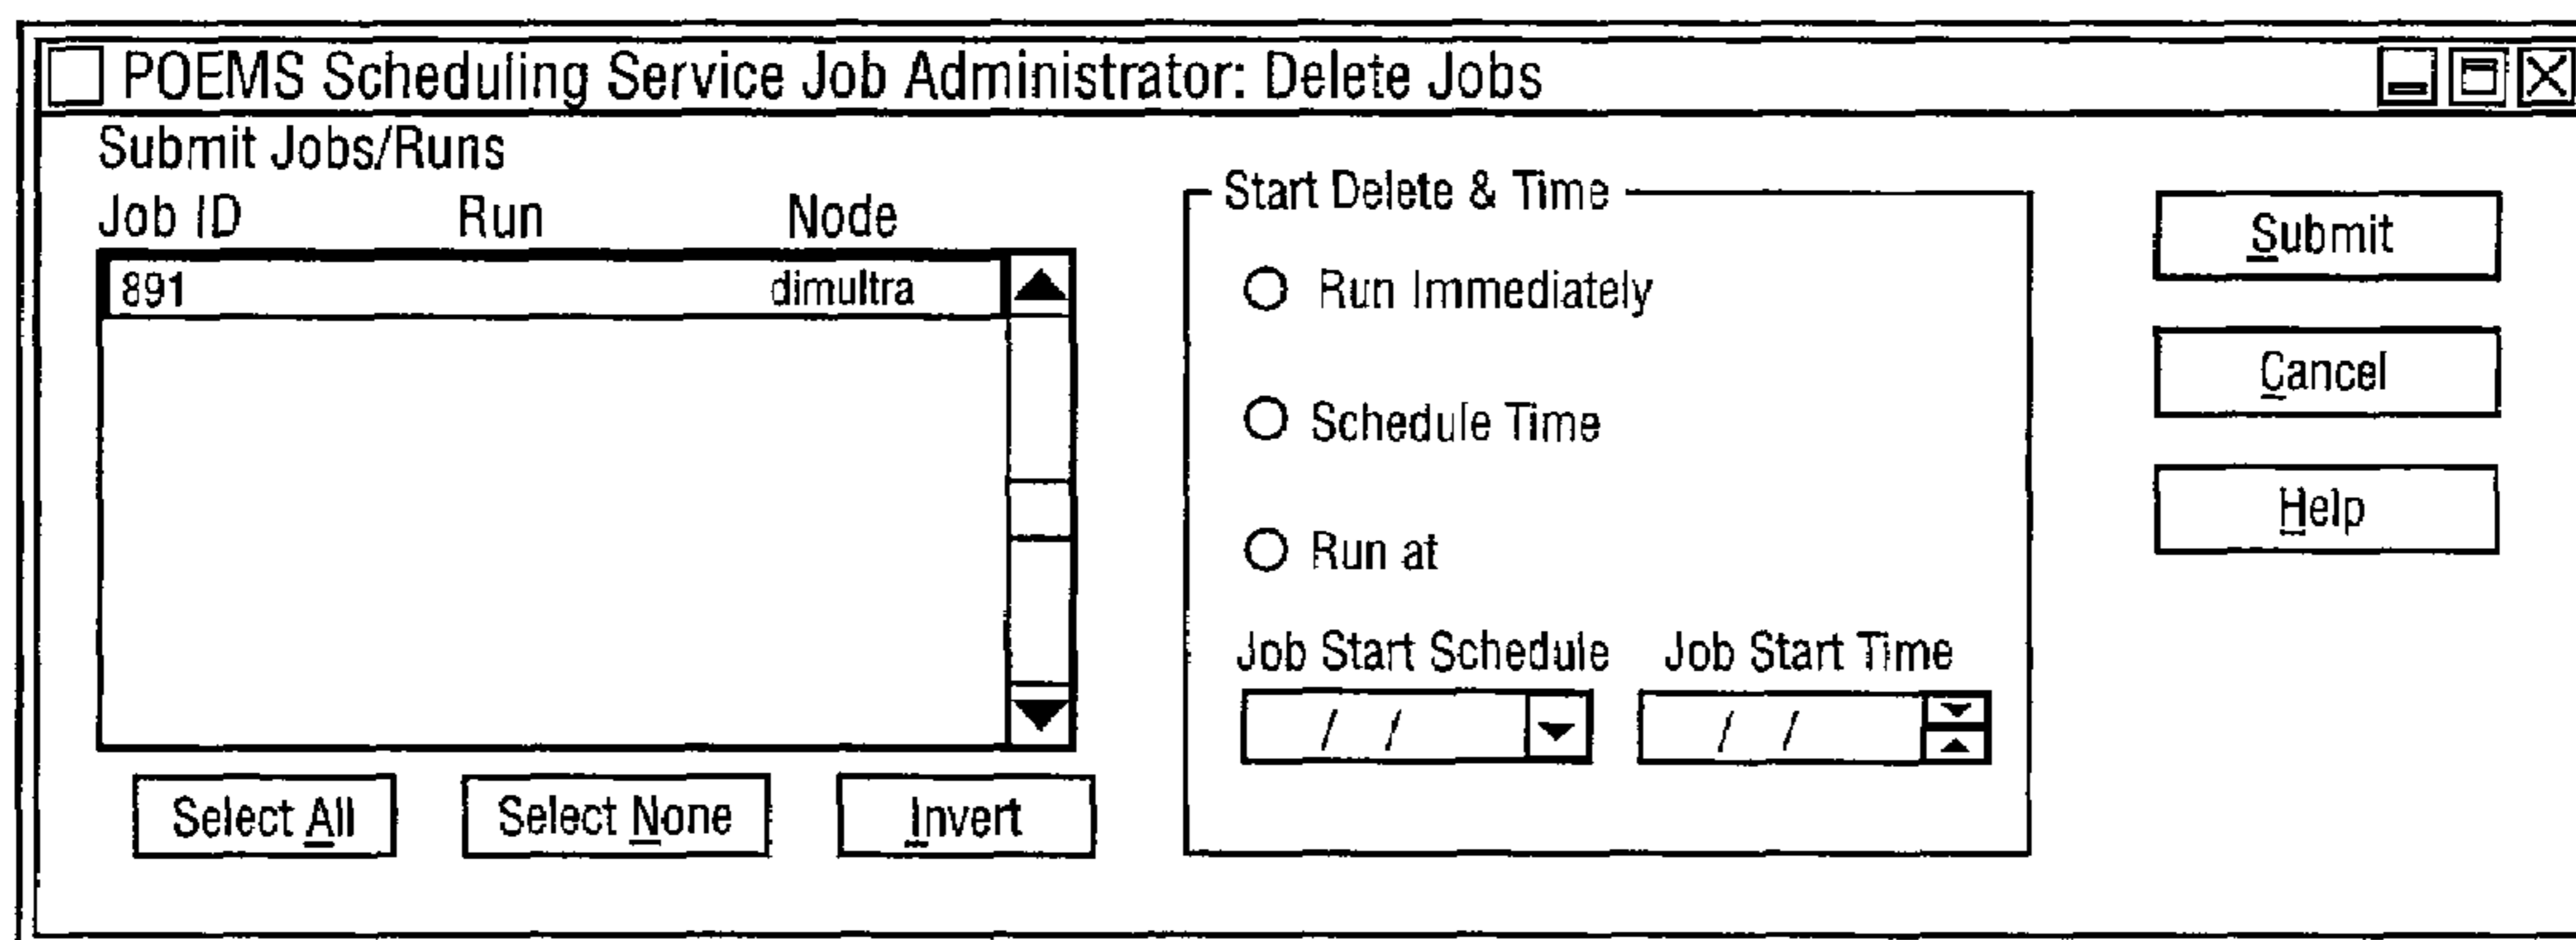 POEMS Scheduling Service Job Administrator: Delete Jobs
Submit Jobs/Runs
Job ID Run Node
891 dimultra
Select All Select None Invert
Start Delete & Time
Run Immediately
Schedule Time
Run at
Job Start Schedule Job Start Time
/ / / /
Submit
Cancel
Help